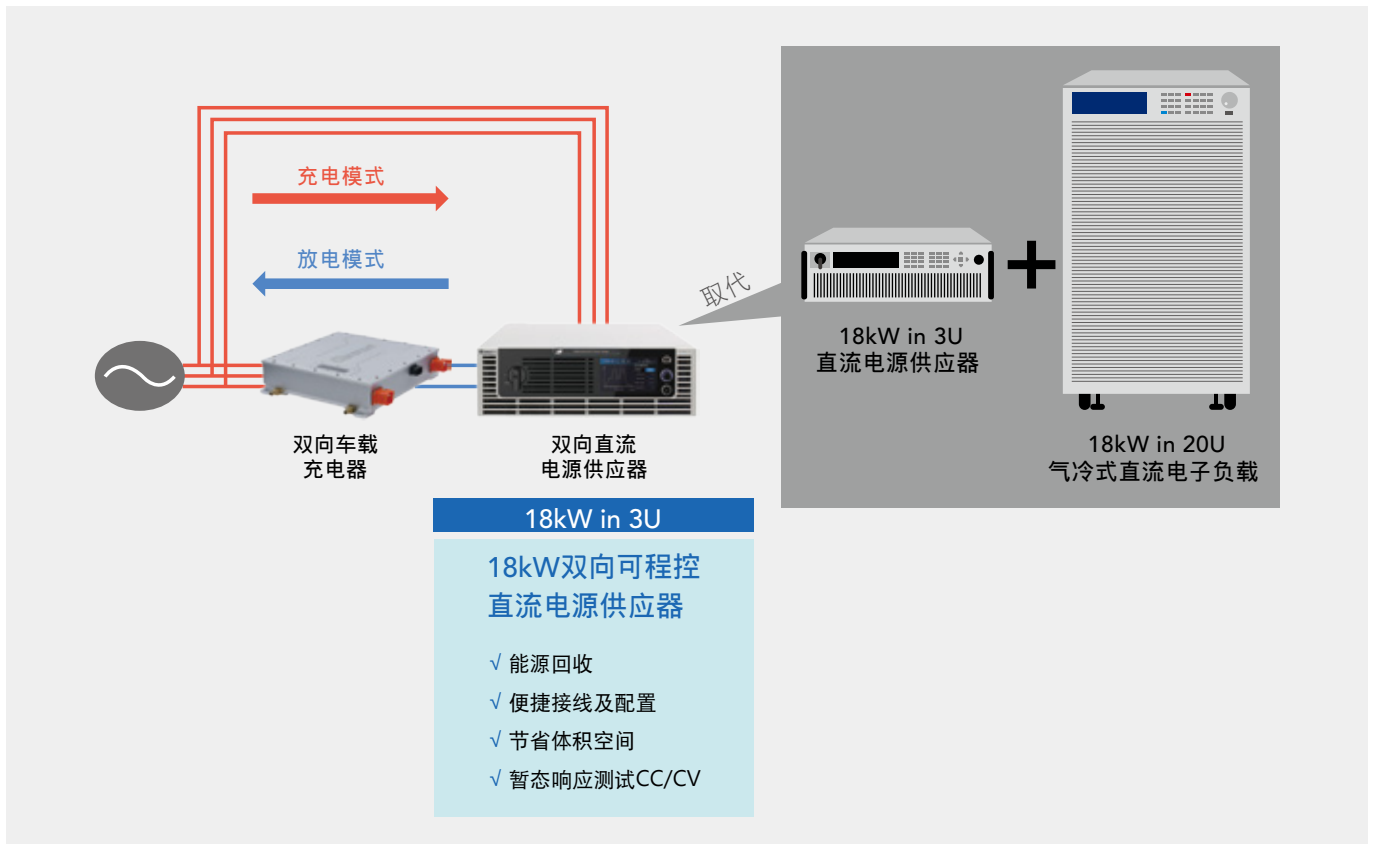 充电模式
放电模式
取代
18kW in 3U
直流电源供应器
18kW in 20U
气冷式直流电子负载
双向车载
充电器
双向直流
电源供应器
18kW in 3U
18kW双向可程控
直流电源供应器
√ 能源回收
√ 便捷接线及配置
√ 节省体积空间
√ 暂态响应测试CC/CV